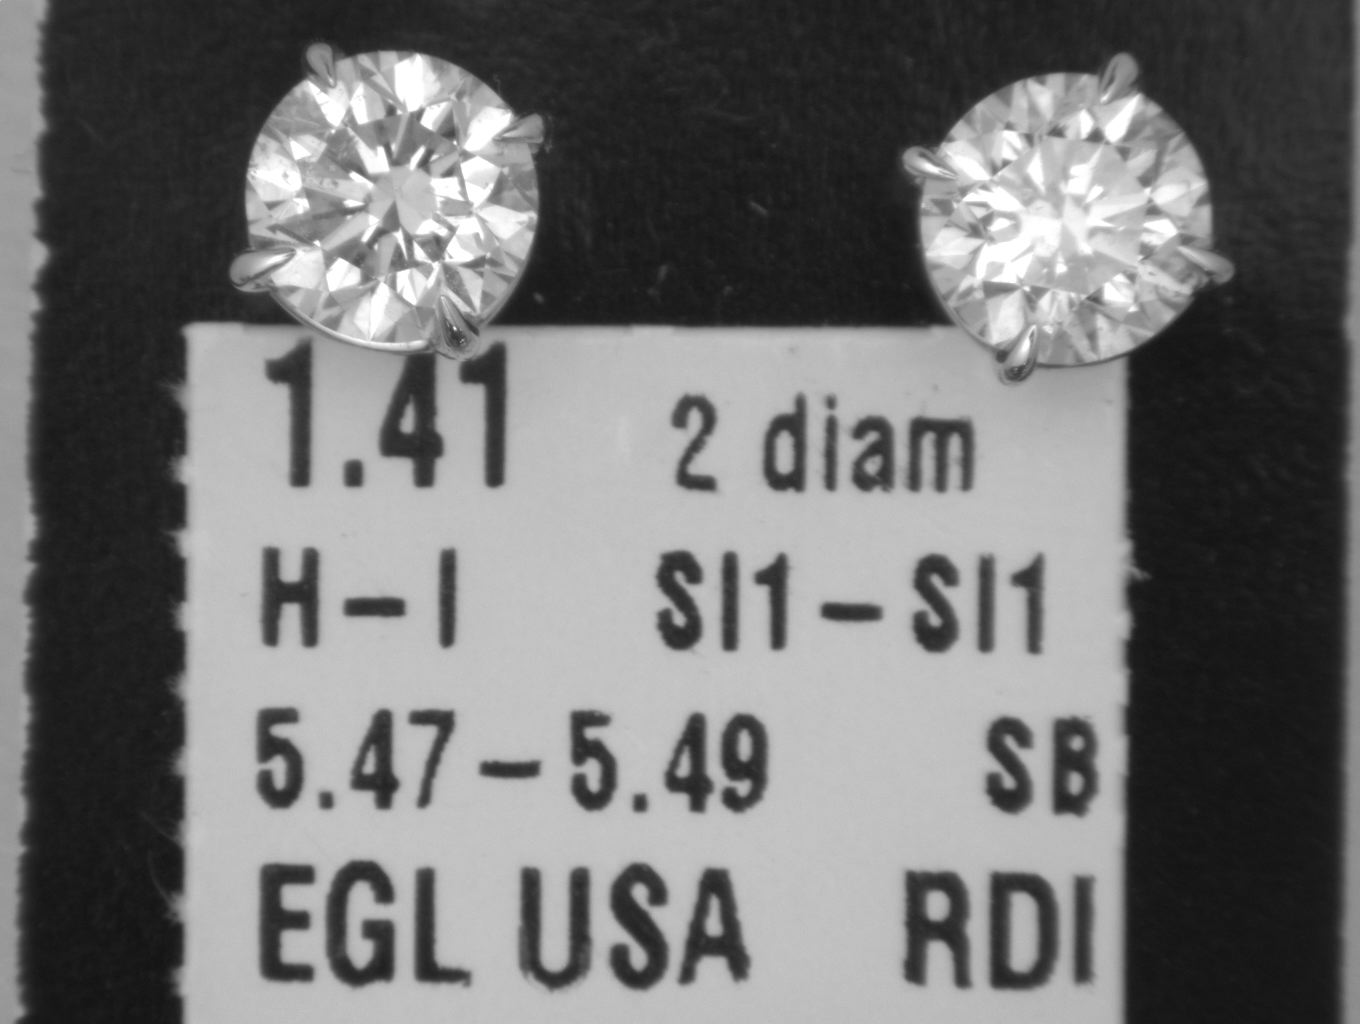 1.41 2 diam
H-I SI1-SI1
5.47-5.49 SB
EGL USA RDI